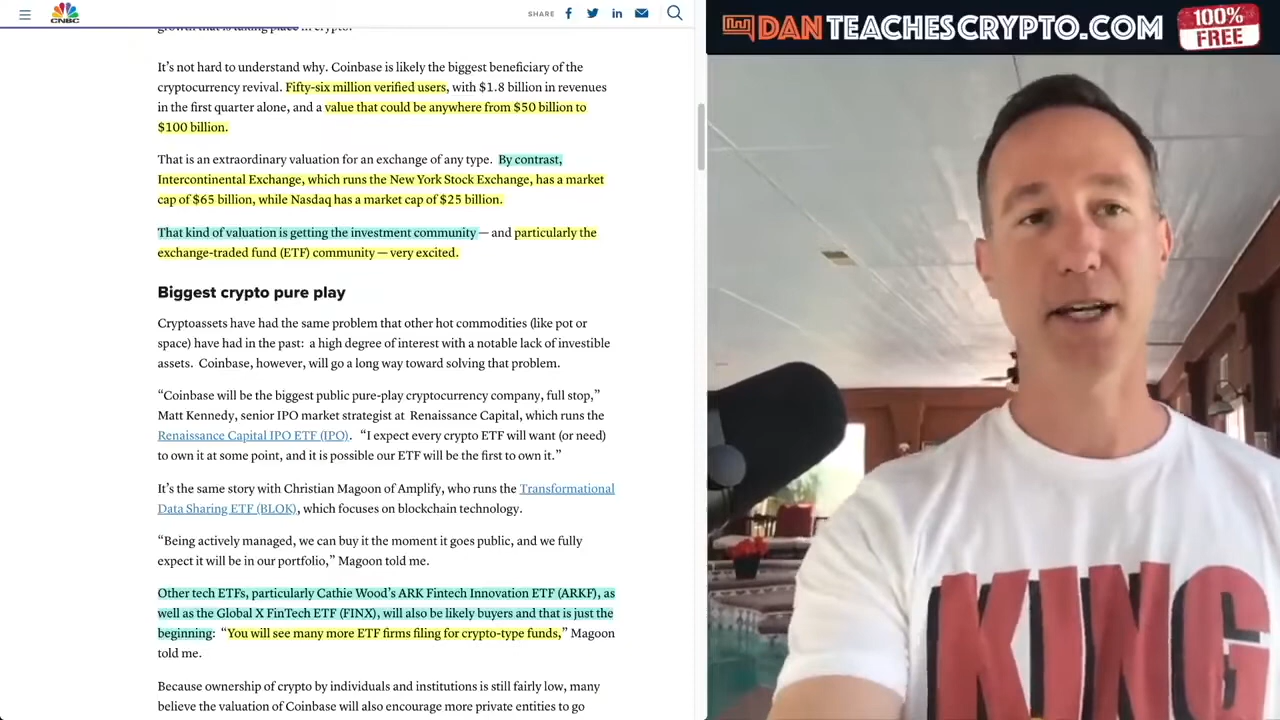 CNBC
SHARE
growth that is taking place in crypto.
It’s not hard to understand why. Coinbase is likely the biggest beneficiary of the
cryptocurrency revival. Fifty-six million verified users, with $1.8 billion in revenues
in the first quarter alone, and a value that could be anywhere from $50 billion to
$100 billion.
That is an extraordinary valuation for an exchange of any type. By contrast,
Intercontinental Exchange, which runs the New York Stock Exchange, has a market
cap of $65 billion, while Nasdaq has a market cap of $25 billion.
That kind of valuation is getting the investment community — and particularly the
exchange-traded fund (ETF) community — very excited.
Biggest crypto pure play
Cryptoassets have had the same problem that other hot commodities (like pot or
space) have had in the past: a high degree of interest with a notable lack of investible
assets. Coinbase, however, will go a long way toward solving that problem.
“Coinbase will be the biggest public pure-play cryptocurrency company, full stop,”
Matt Kennedy, senior IPO market strategist at Renaissance Capital, which runs the
Renaissance Capital IPO ETF (IPO). “I expect every crypto ETF will want (or need)
to own it at some point, and it is possible our ETF will be the first to own it.”
It’s the same story with Christian Magoon of Amplify, who runs the Transformational
Data Sharing ETF (BLOK), which focuses on blockchain technology.
“Being actively managed, we can buy it the moment it goes public, and we fully
expect it will be in our portfolio,” Magoon told me.
Other tech ETFs, particularly Cathie Wood’s ARK Fintech Innovation ETF (ARKF), as
well as the Global X FinTech ETF (FINX), will also be likely buyers and that is just the
beginning: “You will see many more ETF firms filing for crypto-type funds,” Magoon
told me.
Because ownership of crypto by individuals and institutions is still fairly low, many
believe the valuation of Coinbase will also encourage more private entities to go
DANTEACHESCRYPTO.COM
100%
FREE
KING